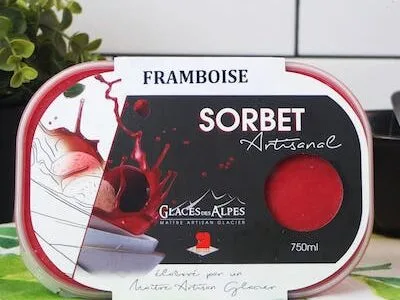 FRAMBOISE
SORBET
Artisanal
GLACES DES ALPES
MAÎTRE ARTISAN GLACIER
750ml
élaboré par un
Maître Artisan Glacier